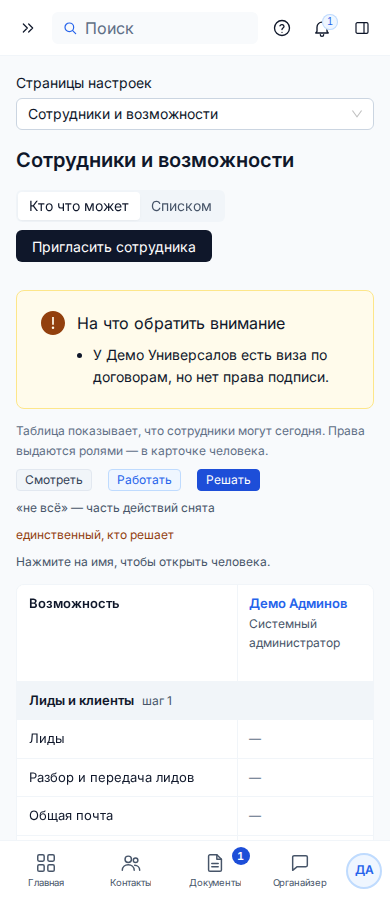 Поиск
1
Страницы настроек
Сотрудники и возможности
Сотрудники и возможности
Кто что может
Списком
Пригласить сотрудника
На что обратить внимание
• У Демо Универсалов есть виза по
договорам, но нет права подписи.
Таблица показывает, что сотрудники могут сегодня. Права
выдаются ролями — в карточке человека.
Смотреть
Работать
Решать
«не всё» — часть действий снята
единственный, кто решает
Нажмите на имя, чтобы открыть человека.
Возможность
Демо Админов
Системный
администратор
Лиды и клиенты шаг 1
Лиды
—
Разбор и передача лидов
—
Общая почта
—
Главная
Контакты
1
Документы
Органайзер
ДА